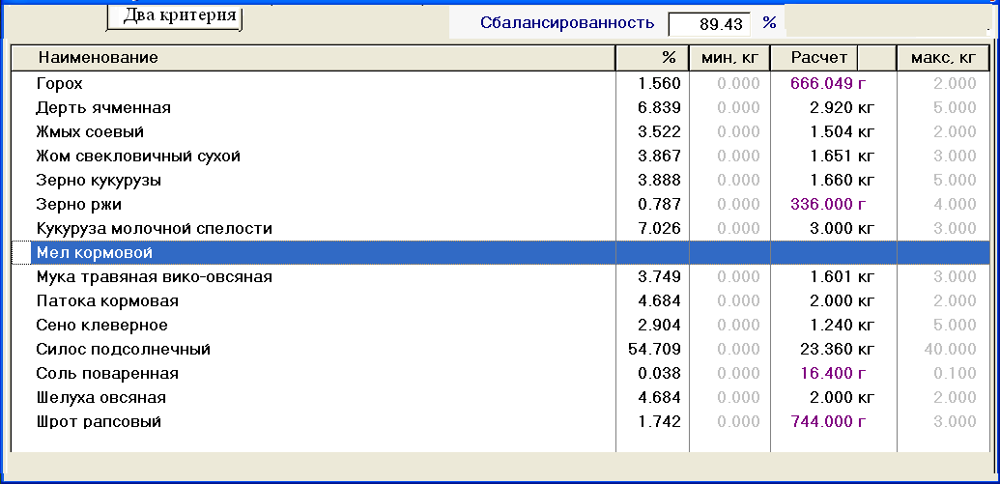 Два критерия
Сбалансированность 89.43 %
Наименование % мин, кг Расчет макс, кг
Горох 1.560 0.000 666.049 г 2.000
Дерть ячменная 6.839 0.000 2.920 кг 5.000
Жмых соевый 3.522 0.000 1.504 кг 2.000
Жом свекловичный сухой 3.867 0.000 1.651 кг 3.000
Зерно кукурузы 3.888 0.000 1.660 кг 5.000
Зерно ржи 0.787 0.000 336.000 г 4.000
Кукуруза молочной спелости 7.026 0.000 3.000 кг 3.000
Мел кормовой
Мука травяная вико-овсяная 3.749 0.000 1.601 кг 3.000
Патока кормовая 4.684 0.000 2.000 кг 2.000
Сено клеверное 2.904 0.000 1.240 кг 5.000
Силос подсолнечный 54.709 0.000 23.360 кг 40.000
Соль поваренная 0.038 0.000 16.400 г 0.100
Шелуха овсяная 4.684 0.000 2.000 кг 2.000
Шрот рапсовый 1.742 0.000 744.000 г 3.000